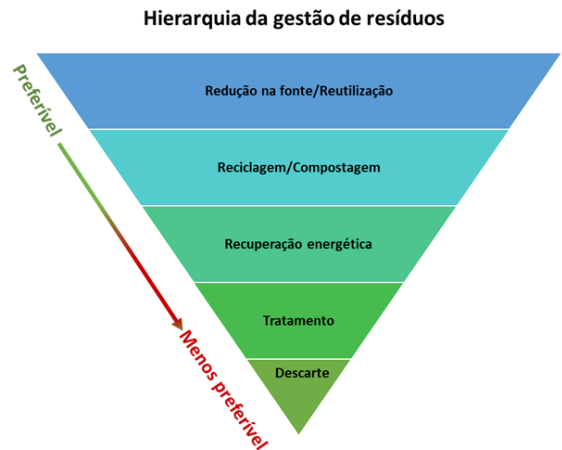 Hierarquia da gestão de resíduos
Preferível
Redução na fonte/Reutilização
Reciclagem/Compostagem
Recuperação energética
Tratamento
Descarte
Menos preferível